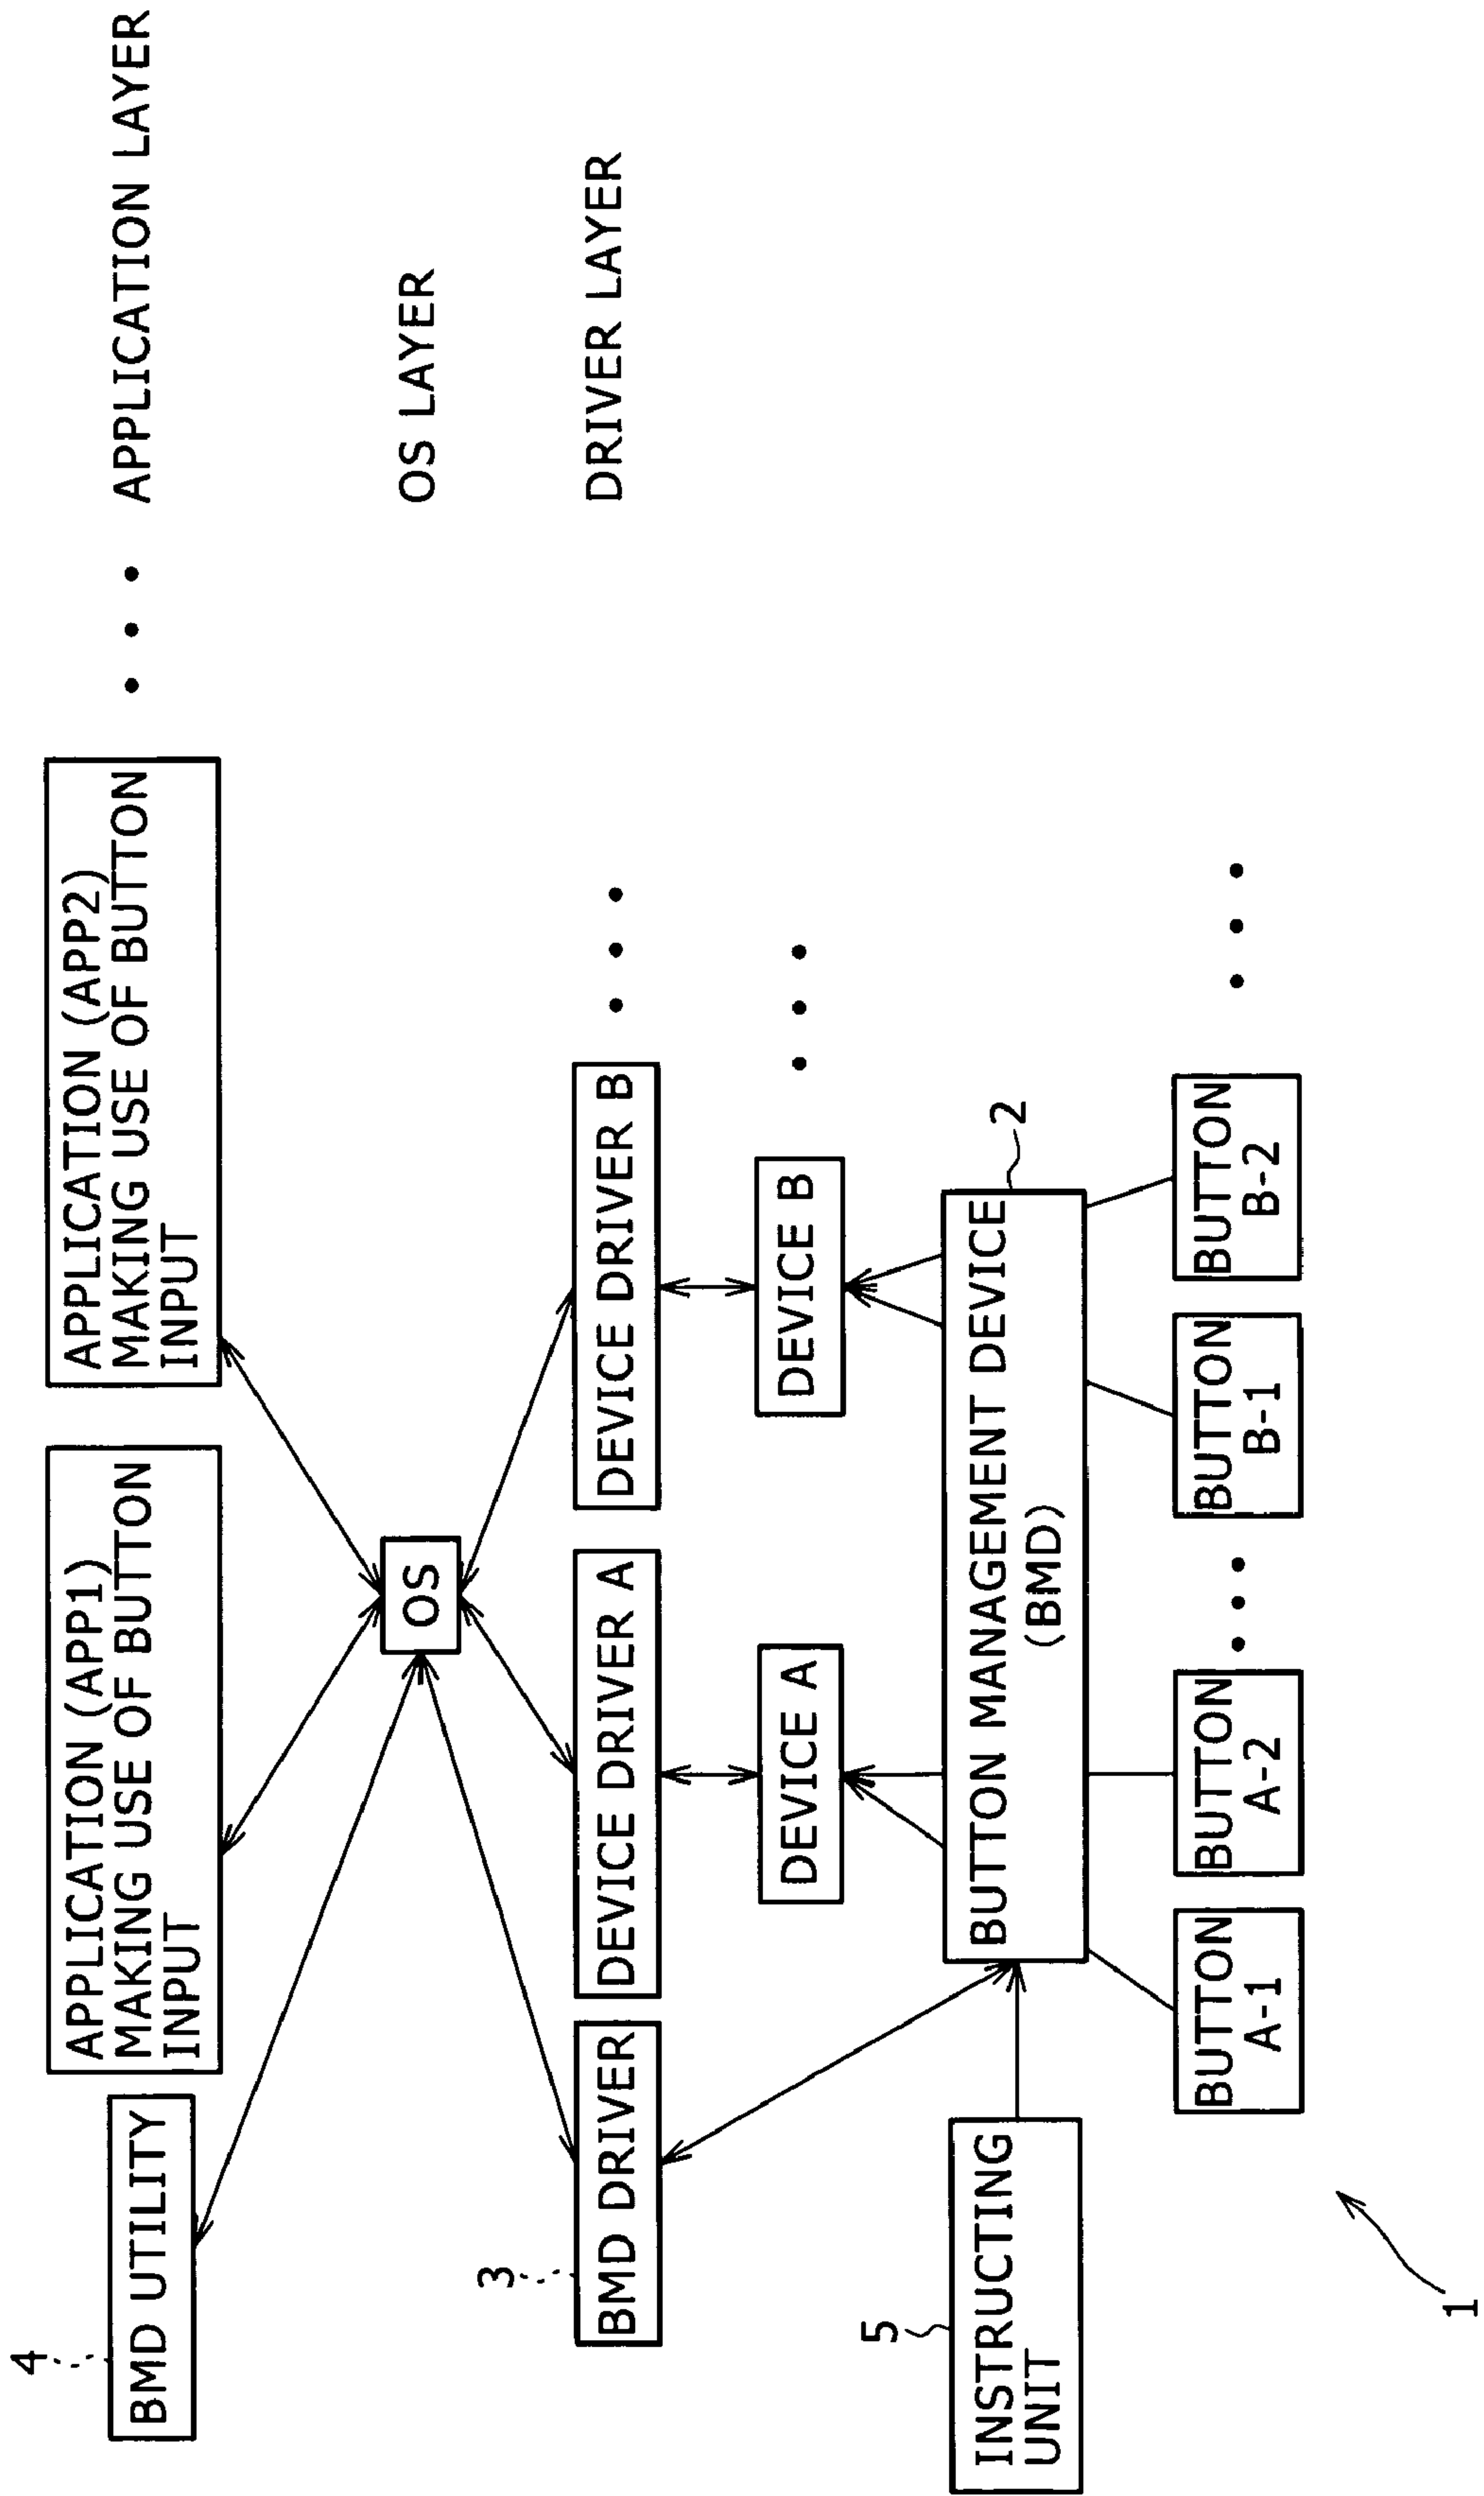 4
BMD UTILITY
APPLICATION (APP1)
MAKING USE OF BUTTON
INPUT
APPLICATION (APP2)
MAKING USE OF BUTTON
INPUT
• • •
APPLICATION LAYER
OS
OS LAYER
3
BMD DRIVER
DEVICE DRIVER A
DEVICE DRIVER B
• • •
DRIVER LAYER
DEVICE A
DEVICE B
• • •
5
INSTRUCTING
UNIT
BUTTON MANAGEMENT DEVICE
(BMD)
2
BUTTON
A-1
BUTTON
A-2
• • •
BUTTON
B-1
BUTTON
B-2
• • •
1